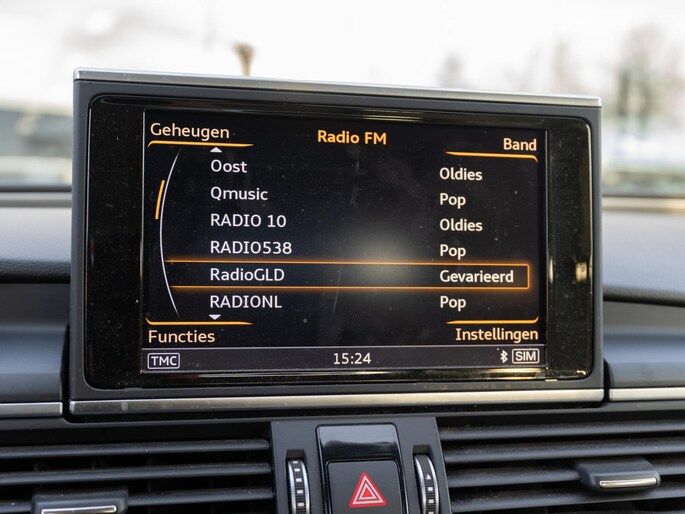 Geheugen Radio FM Band
Oost Oldies
Qmusic Pop
RADIO 10 Oldies
RADIO538 Pop
RadioGLD Gevarieerd
RADIONL Pop
Functies Instellingen
TMC 15:24 SIM